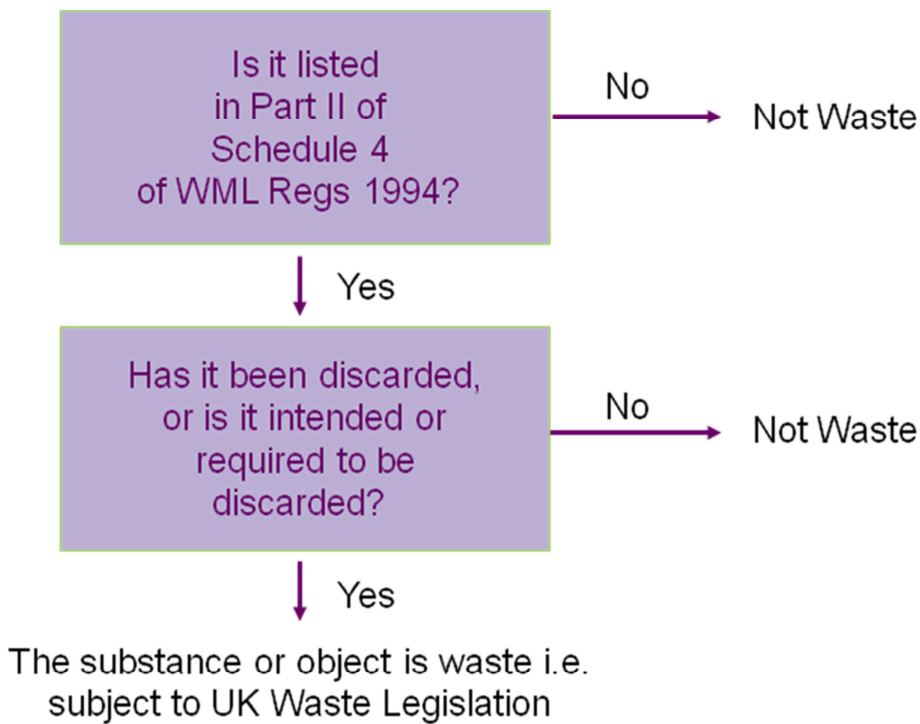 Is it listed
in Part II of
Schedule 4
of WML Regs 1994?
No
Not Waste
Yes
Has it been discarded,
or is it intended or
required to be
discarded?
No
Not Waste
Yes
The substance or object is waste i.e.
subject to UK Waste Legislation